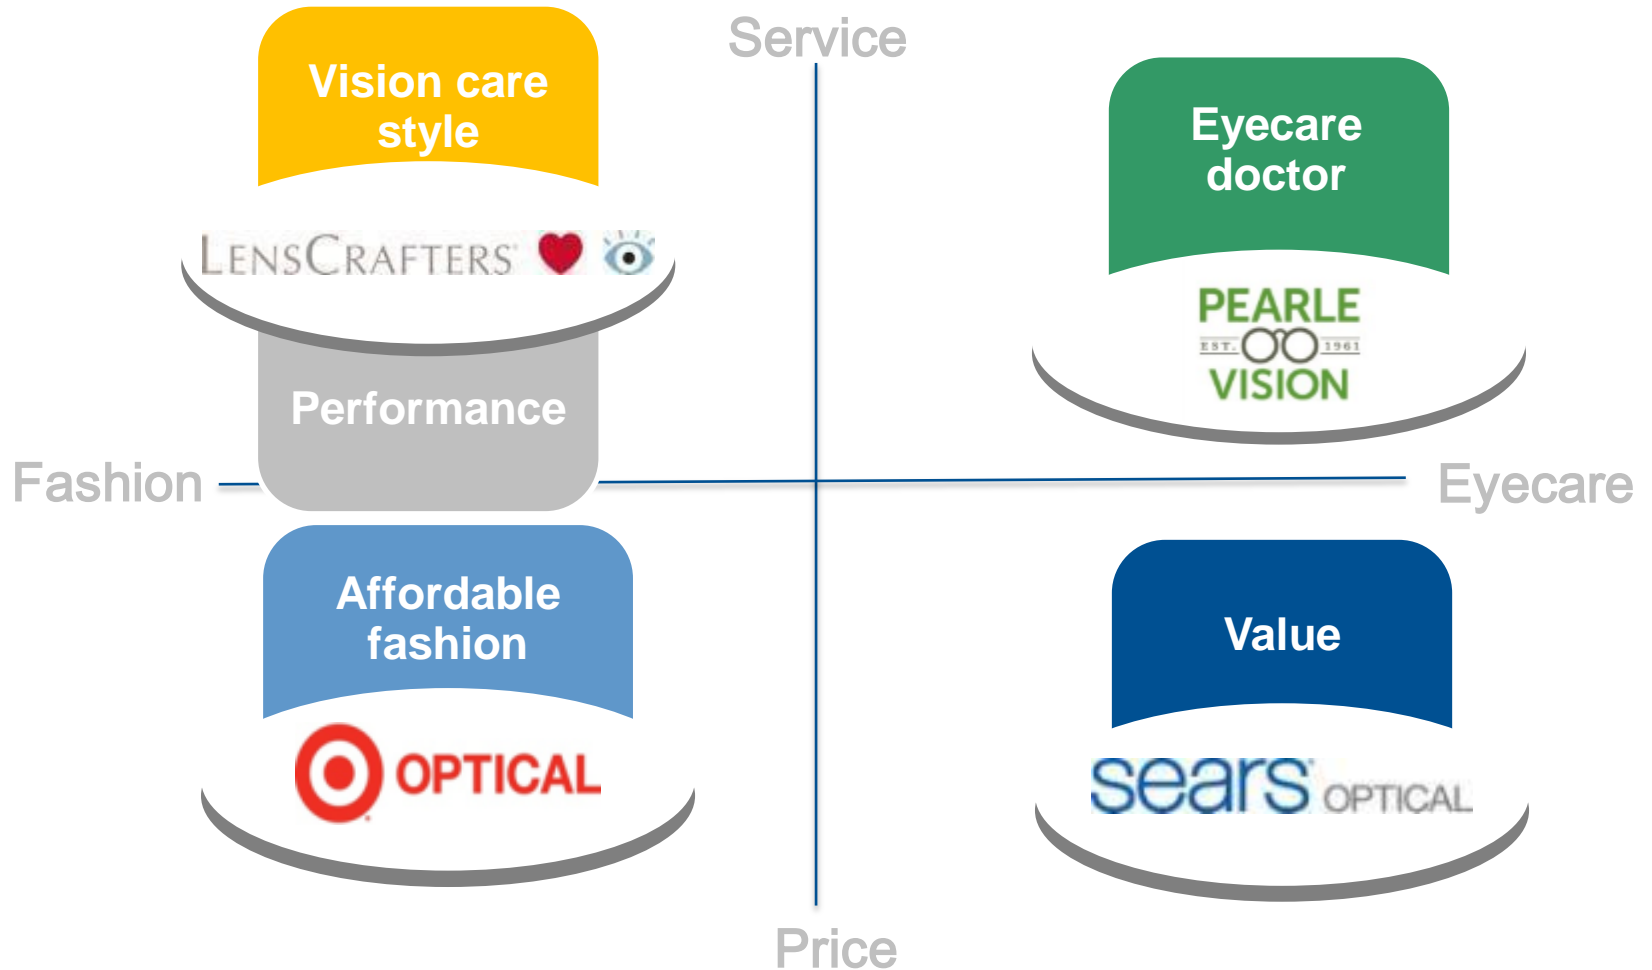 Service
Vision care
style
Eyecare
doctor
LENSCRAFTERS
PEARLE
EST. 1961
VISION
Performance
Fashion
Eyecare
Affordable
fashion
Value
OPTICAL
sears OPTICAL
Price